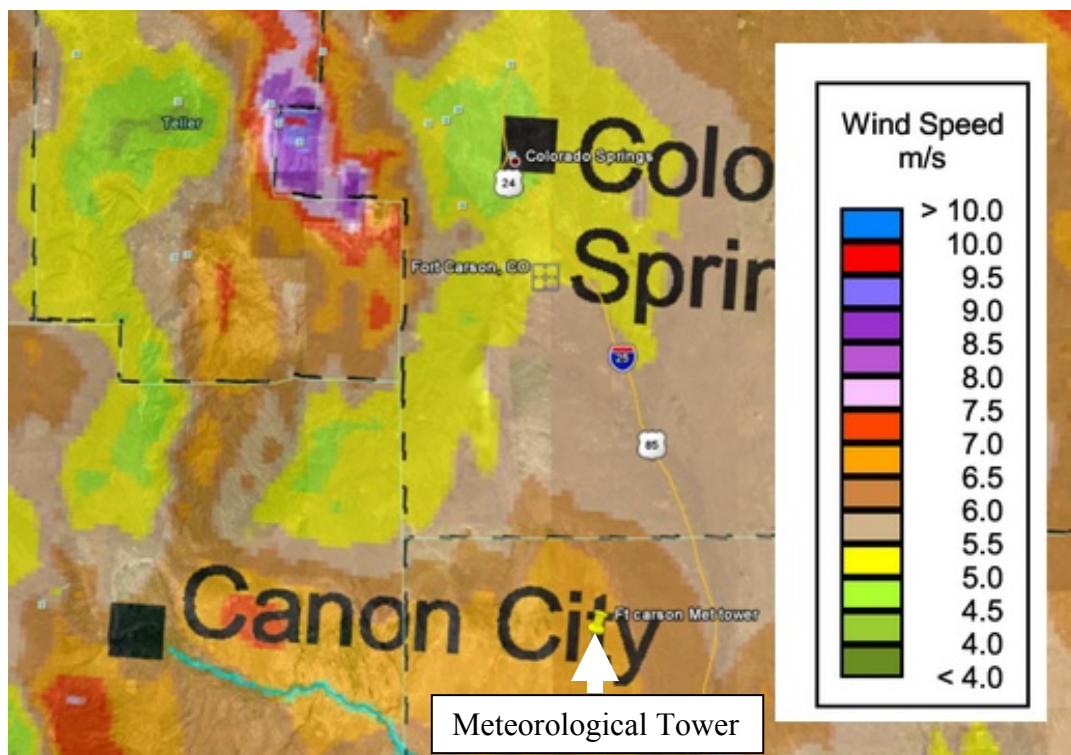 Teller
Colorado Springs
24
Colo
Fort Carson, CO
Sprin
25
85
Canon City
Ft carson Met tower
Meteorological Tower
Wind Speed
m/s
> 10.0
10.0
9.5
9.0
8.5
8.0
7.5
7.0
6.5
6.0
5.5
5.0
4.5
4.0
< 4.0